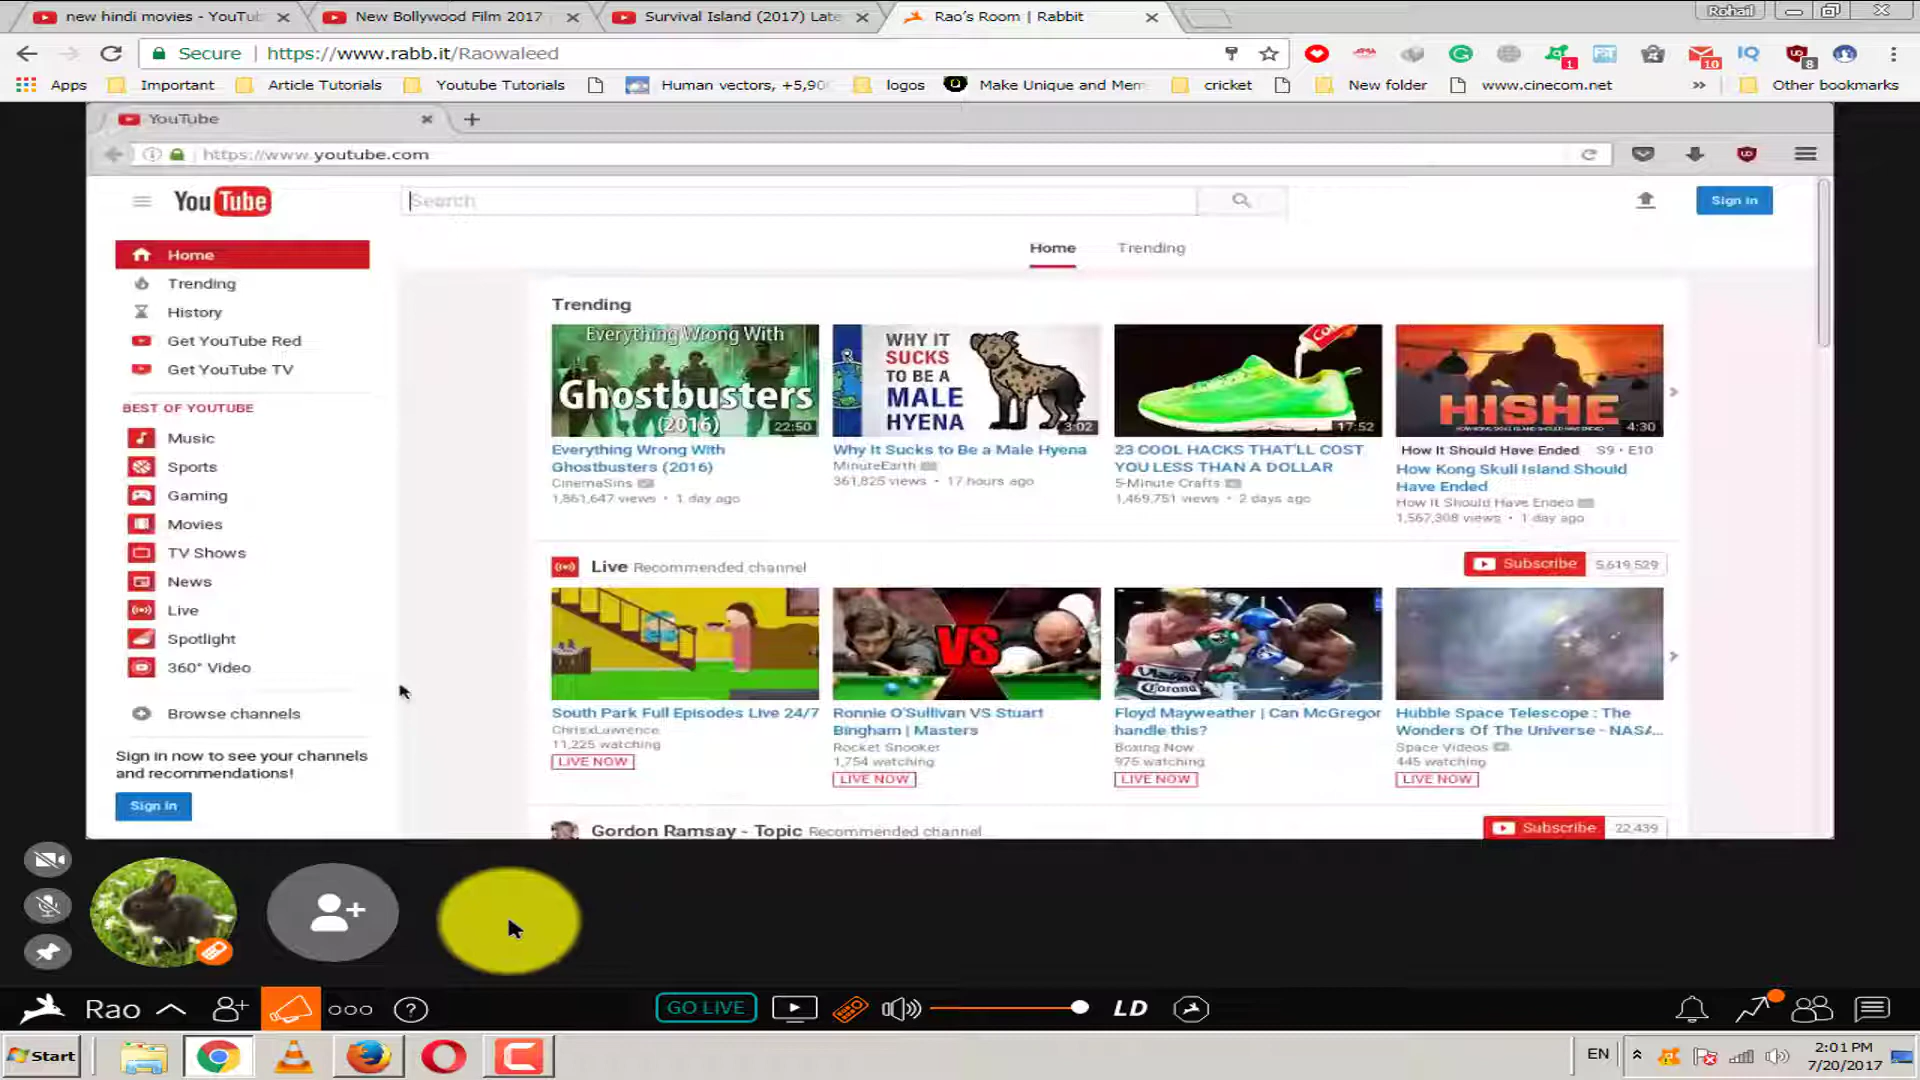 new hindi movies - YouTub
New Bollywood Film 2017
Survival Island (2017) Late
Rao's Room | Rabbit
Rohail
Secure
https://www.rabb.it/Raowaleed
1
10
IQ
8
Apps
Important
Article Tutorials
Youtube Tutorials
Human vectors, +5,90
logos
Make Unique and Mem
cricket
New folder
www.cinecom.net
»
Other bookmarks
YouTube
https://www.youtube.com
YouTube
Search
Sign in
Home
Trending
Home
Trending
History
Get YouTube Red
Get YouTube TV
BEST OF YOUTUBE
Music
Sports
Gaming
Movies
TV Shows
News
Live
Spotlight
360° Video
Browse channels
Sign in now to see your channels
and recommendations!
Sign in
Trending
Everything Wrong With
Ghostbusters
(2016)
22:50
Everything Wrong With
Ghostbusters (2016)
CinemaSins
1,861,647 views • 1 day ago
WHY IT
SUCKS
TO BE A
MALE
HYENA
3:02
Why It Sucks to Be a Male Hyena
MinuteEarth
361,825 views • 17 hours ago
17:52
23 COOL HACKS THAT'LL COST
YOU LESS THAN A DOLLAR
5-Minute Crafts
1,469,751 views • 2 days ago
HISHE
4:30
How It Should Have Ended S9 • E10
How Kong Skull Island Should
Have Ended
How It Should Have Ended
1,567,308 views • 1 day ago
Live Recommended channel
Subscribe 5,619,529
South Park Full Episodes Live 24/7
ChrisxLawrence
11,225 watching
LIVE NOW
VS
Ronnie O'Sullivan VS Stuart
Bingham | Masters
Rocket Snooker
1,754 watching
LIVE NOW
Corona
Floyd Mayweather | Can McGregor
handle this?
Boxing Now
975 watching
LIVE NOW
Hubble Space Telescope : The
Wonders Of The Universe - NASA...
Space Videos
445 watching
LIVE NOW
Gordon Ramsay - Topic Recommended channel
Subscribe 22,439
Rao
GO LIVE
LD
Start
EN
2:01 PM
7/20/2017